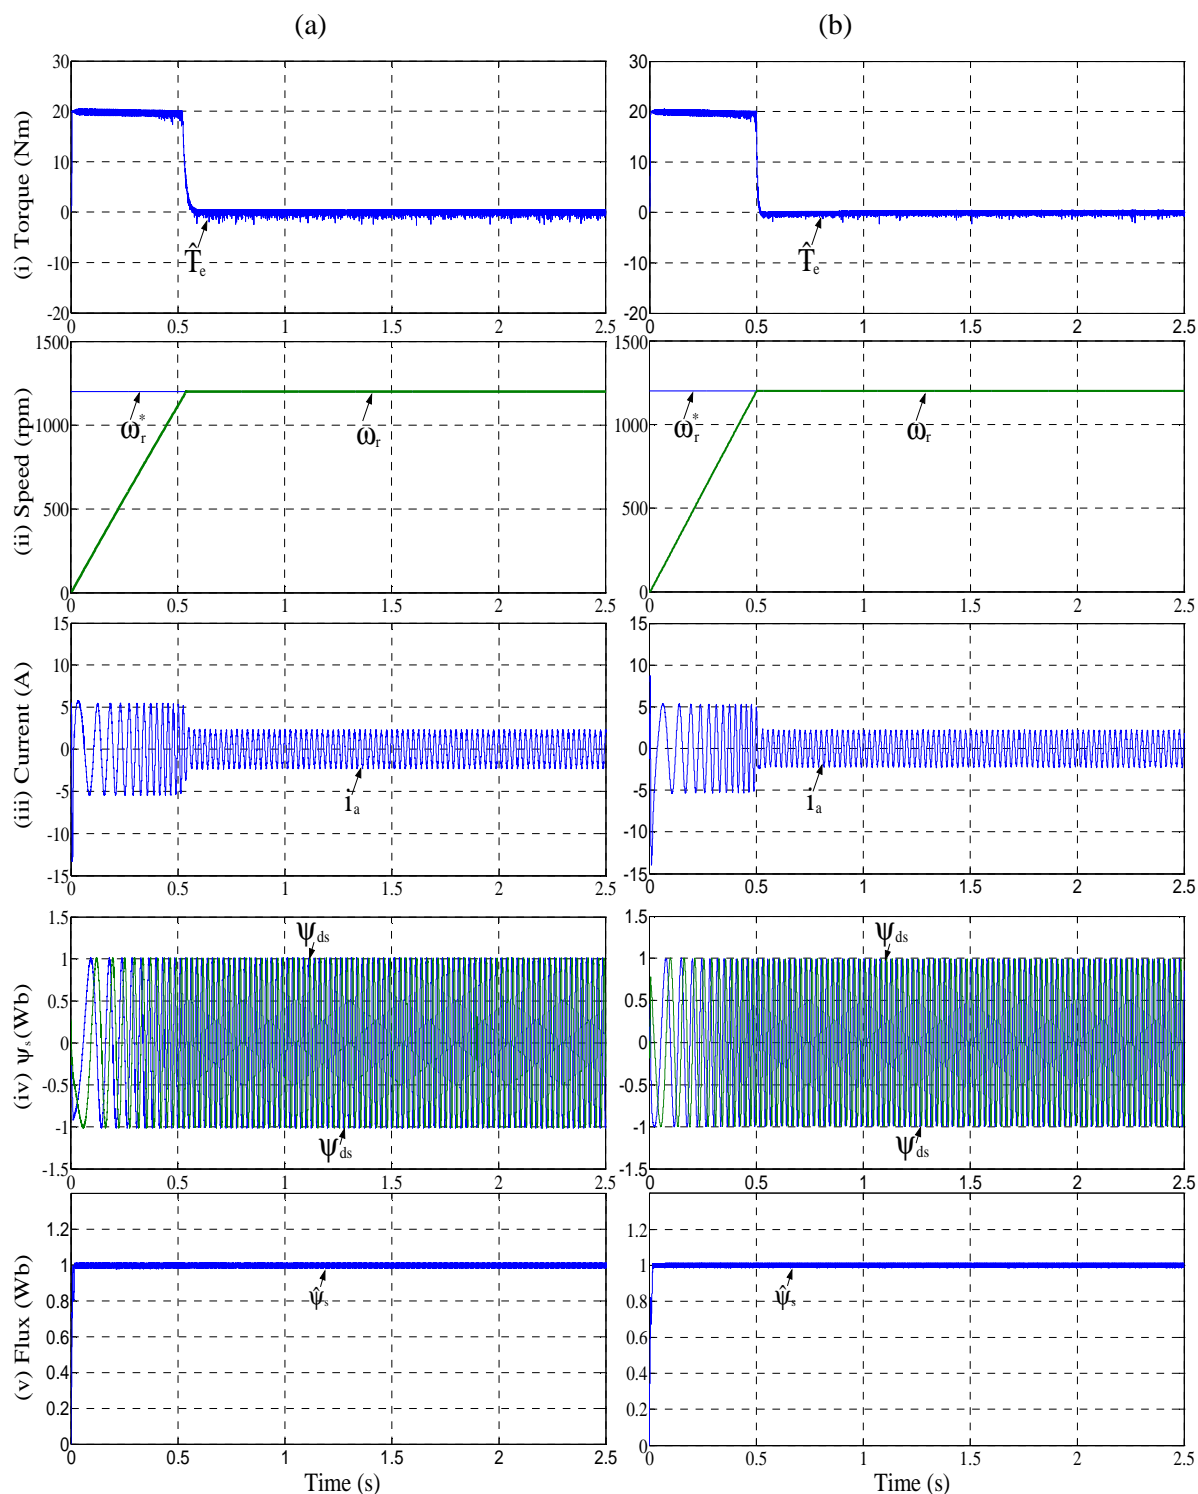 (a) (b)
(i) Torque (Nm)
30 20 10 0 -10 -20
T̂e
0 0.5 1 1.5 2 2.5
30 20 10 0 -10 -20
T̂e
0 0.5 1 1.5 2 2.5
(ii) Speed (rpm)
1500 1000 500 0
ωr* ωr
0 0.5 1 1.5 2 2.5
1500 1000 500 0
ωr* ωr
0 0.5 1 1.5 2 2.5
(iii) Current (A)
15 10 5 0 -5 -10 -15
ia
0 0.5 1 1.5 2 2.5
15 10 5 0 -5 -10 -15
ia
0 0.5 1 1.5 2 2.5
(iv) ψs(Wb)
1.5 1 0.5 0 -0.5 -1 -1.5
ψds
ψds
0 0.5 1 1.5 2 2.5
1.5 1 0.5 0 -0.5 -1 -1.5
ψds
ψds
0 0.5 1 1.5 2 2.5
(v) Flux (Wb)
1.2 1 0.8 0.6 0.4 0.2 0
ψ̂s
0 0.5 1 1.5 2 2.5
Time (s)
1.2 1 0.8 0.6 0.4 0.2 0
ψ̂s
0 0.5 1 1.5 2 2.5
Time (s)